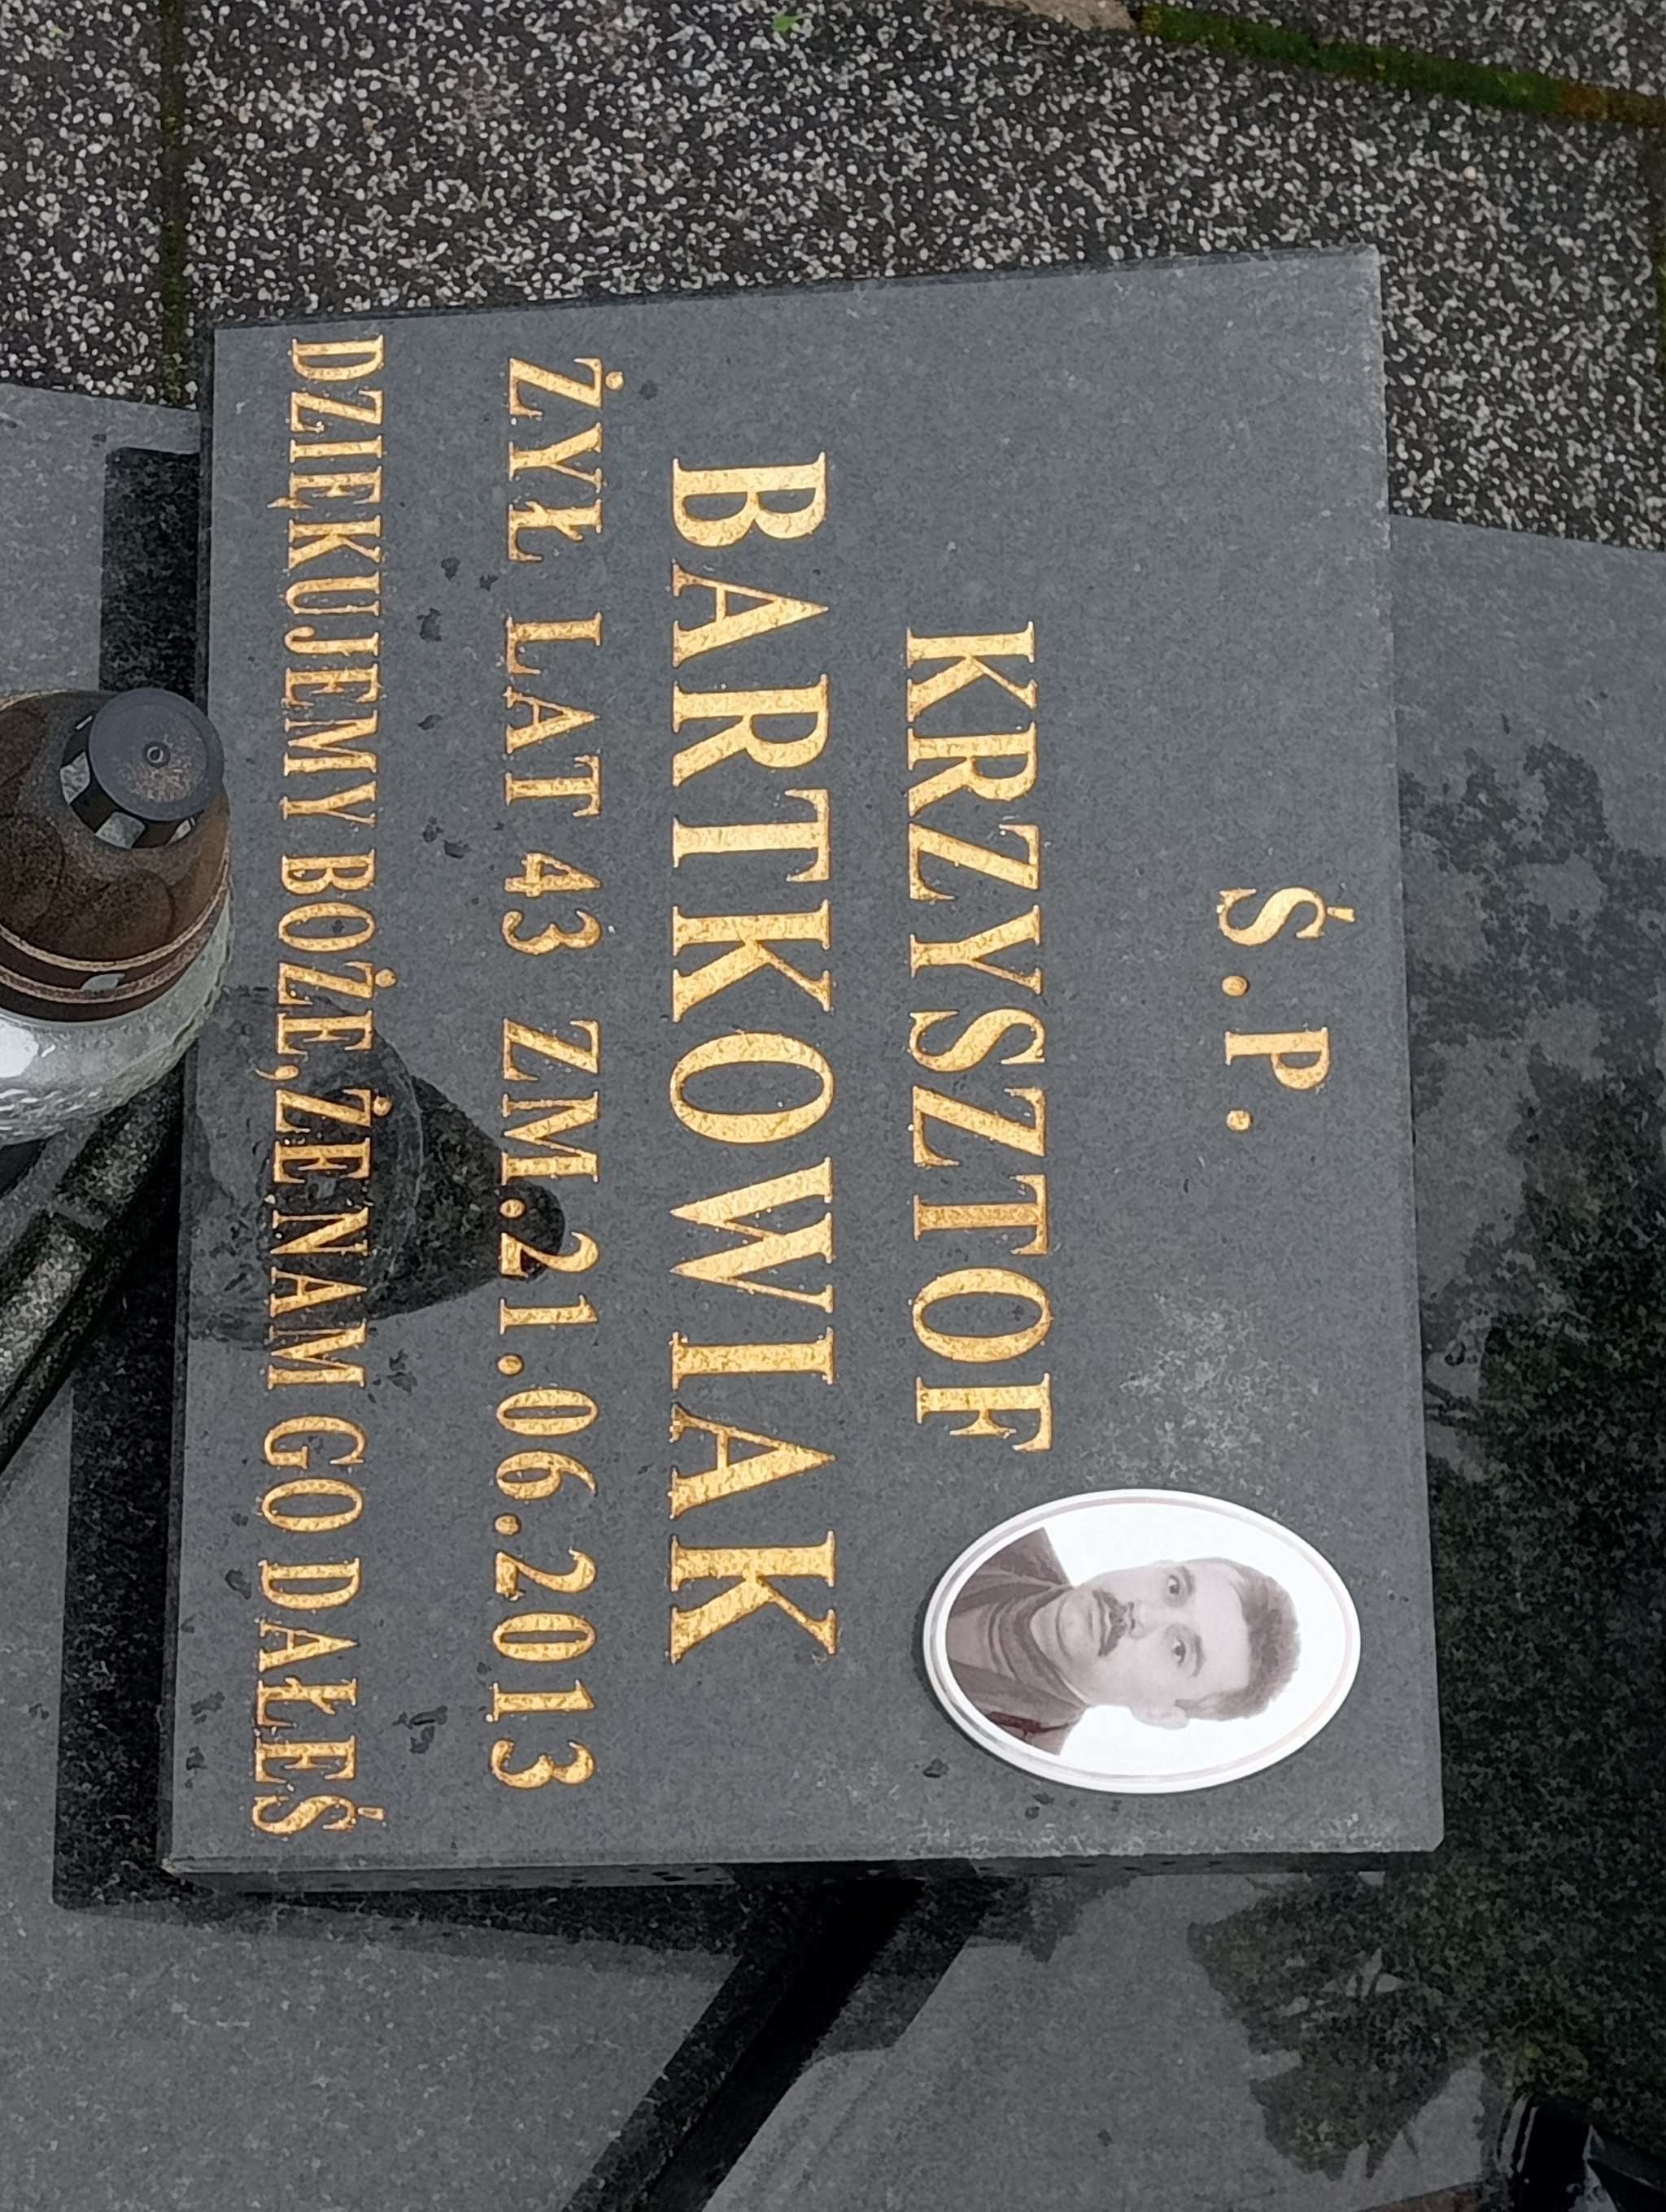 Ś.P.
KRZYSZTOF
BARTKOWIAK
ŻYŁ LAT 43 ZM.21.06.2013
DZIĘKUJEMY BOŻE,ŻE NAM GO DAŁEŚ